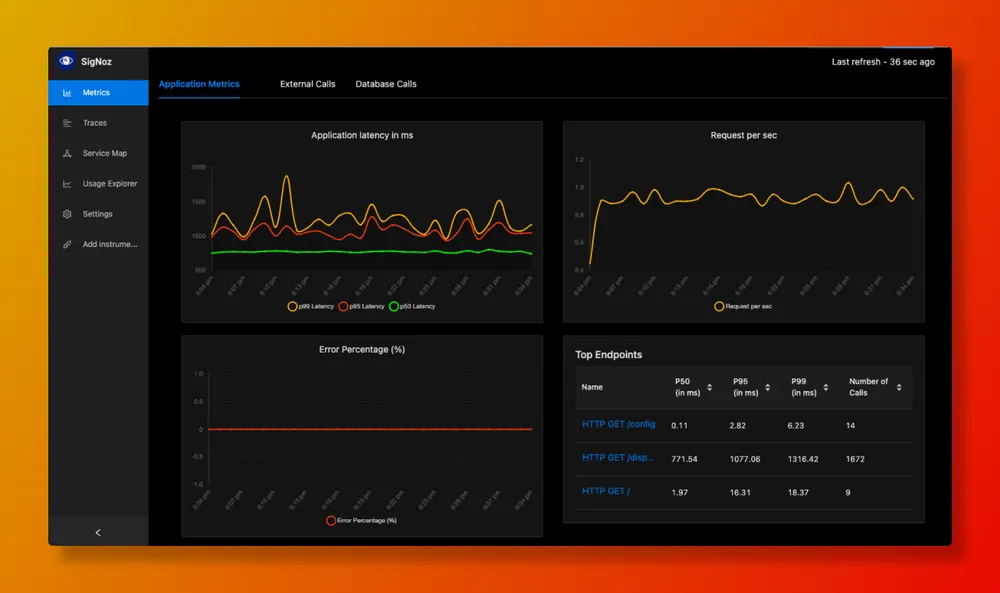 SigNoz
Last refresh - 36 sec ago
Metrics
Traces
Service Map
Usage Explorer
Settings
Add instrume...
Application Metrics
External Calls
Database Calls
Application latency in ms
2000
1500
1000
500
6:04 pm 6:07 pm 6:10 pm 6:13 pm 6:16 pm 6:19 pm 6:22 pm 6:25 pm 6:28 pm 6:31 pm 6:34 pm
p99 Latency p95 Latency p50 Latency
Request per sec
1.2
1.0
0.8
0.6
0.4
6:04 pm 6:07 pm 6:10 pm 6:13 pm 6:16 pm 6:19 pm 6:22 pm 6:25 pm 6:28 pm 6:31 pm 6:34 pm
Request per sec
Error Percentage (%)
1.0
0.5
0
-0.5
-1.0
6:04 pm 6:07 pm 6:10 pm 6:13 pm 6:16 pm 6:19 pm 6:22 pm 6:25 pm 6:28 pm 6:31 pm 6:34 pm
Error Percentage (%)
Top Endpoints
Name P50 (in ms) P95 (in ms) P99 (in ms) Number of Calls
HTTP GET /config 0.11 2.82 6.23 14
HTTP GET /disp... 771.54 1077.06 1316.42 1672
HTTP GET / 1.97 16.31 18.37 9